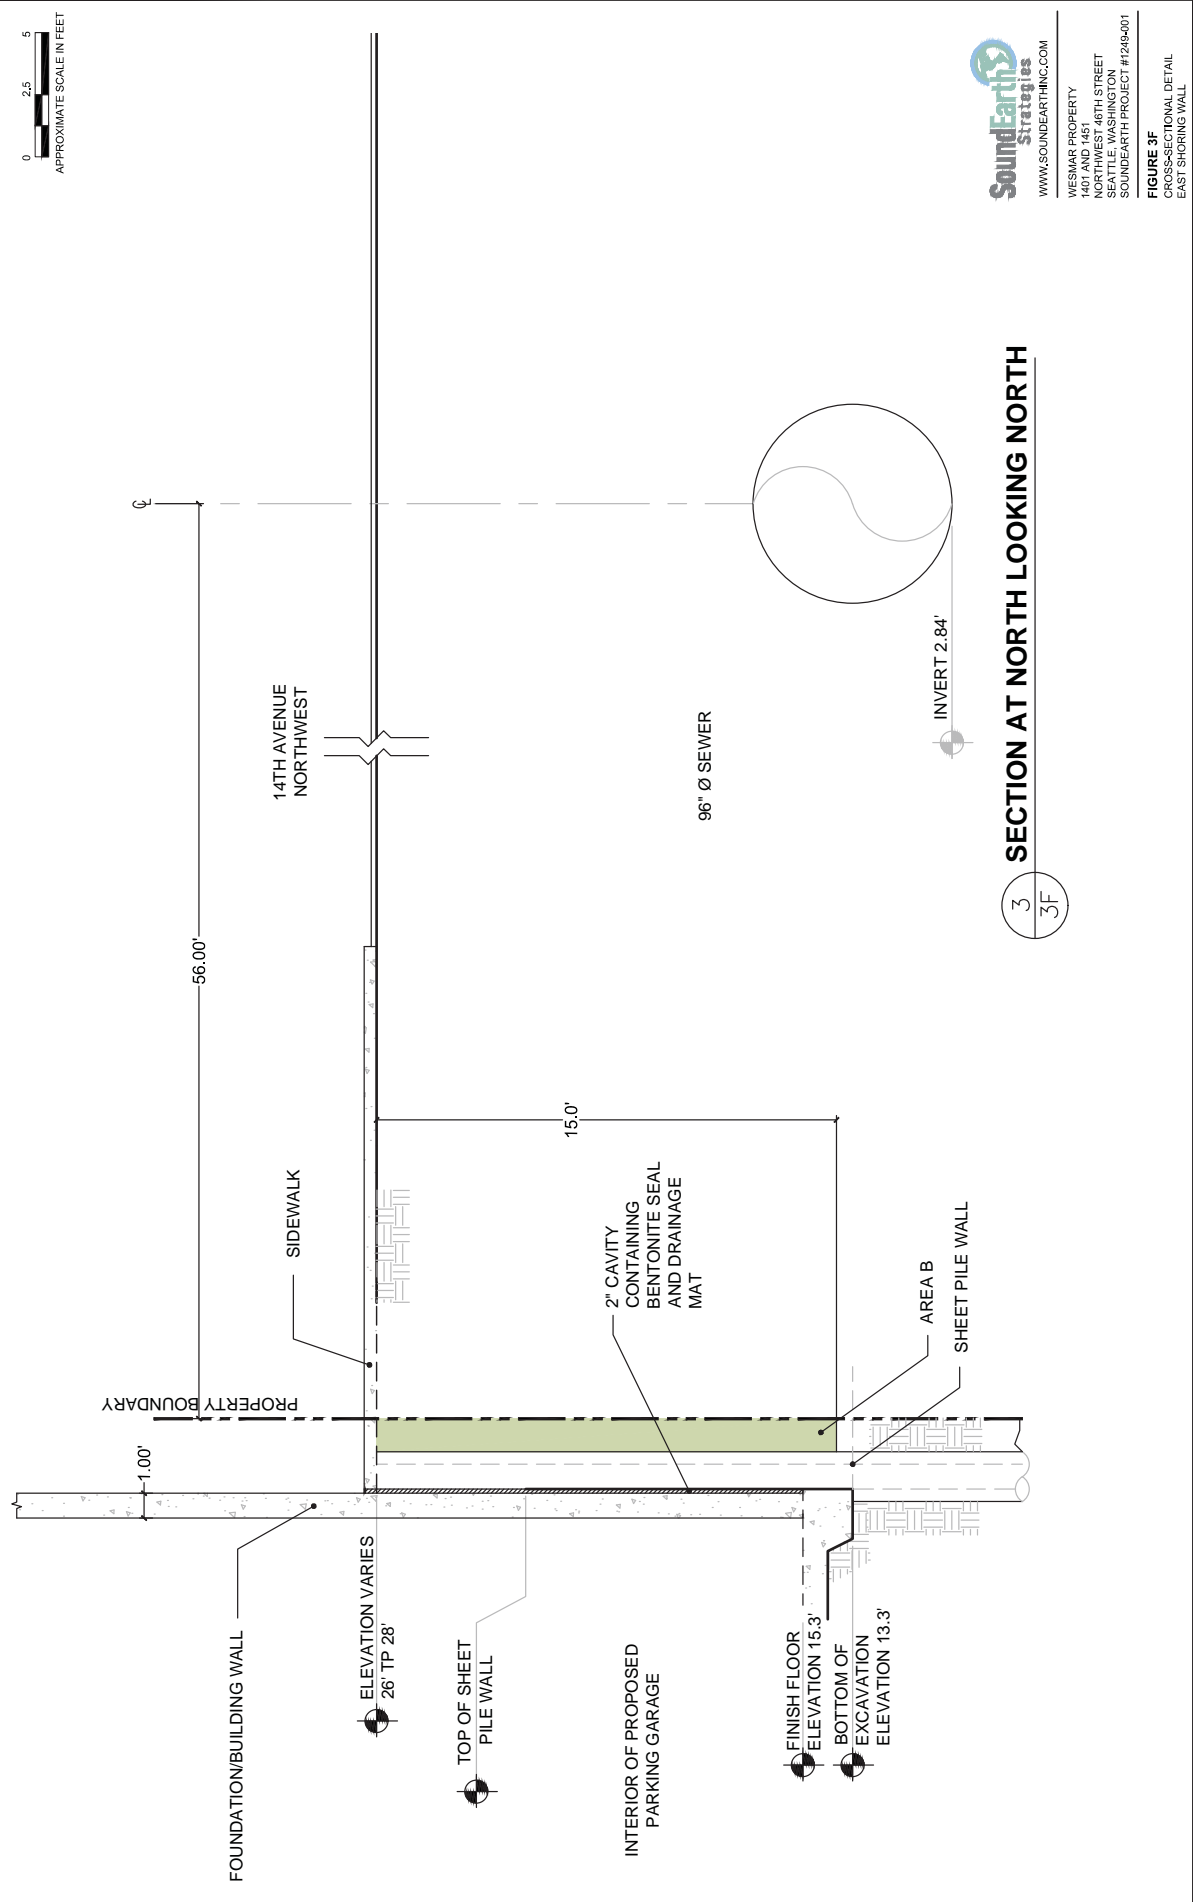 0 2.5 5
APPROXIMATE SCALE IN FEET
℄
56.00'
PROPERTY BOUNDARY
1.00'
14TH AVENUE
NORTHWEST
SIDEWALK
FOUNDATION/BUILDING WALL
ELEVATION VARIES
26' TP 28'
TOP OF SHEET
PILE WALL
INTERIOR OF PROPOSED
PARKING GARAGE
15.0'
2" CAVITY
CONTAINING
BENTONITE SEAL
AND DRAINAGE
MAT
96" Ø SEWER
FINISH FLOOR
ELEVATION 15.3'
BOTTOM OF
EXCAVATION
ELEVATION 13.3'
AREA B
SHEET PILE WALL
INVERT 2.84'
3
3F
SECTION AT NORTH LOOKING NORTH
SoundEarth
Strategies
WWW.SOUNDEARTHINC.COM
WESMAR PROPERTY
1401 AND 1451
NORTHWEST 46TH STREET
SEATTLE, WASHINGTON
SOUNDEARTH PROJECT #1249-001
FIGURE 3F
CROSS-SECTIONAL DETAIL
EAST SHORING WALL